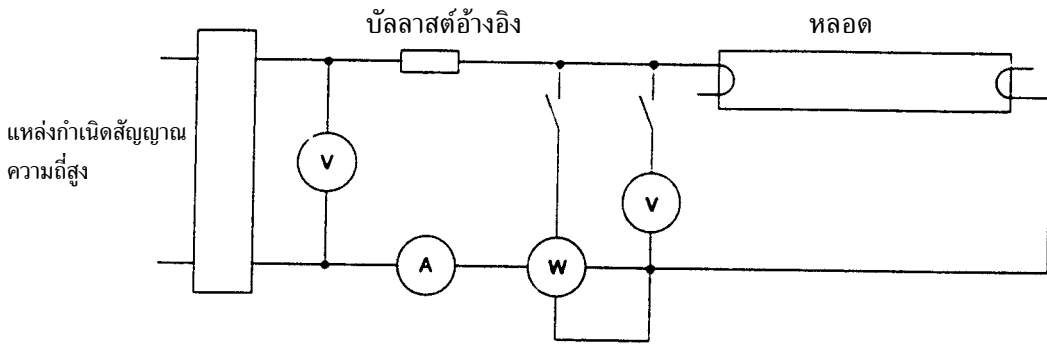 บัลลาสต์อ้างอิง
หลอด
แหล่งกำเนิดสัญญาณ
ความถี่สูง
V
V
A
W